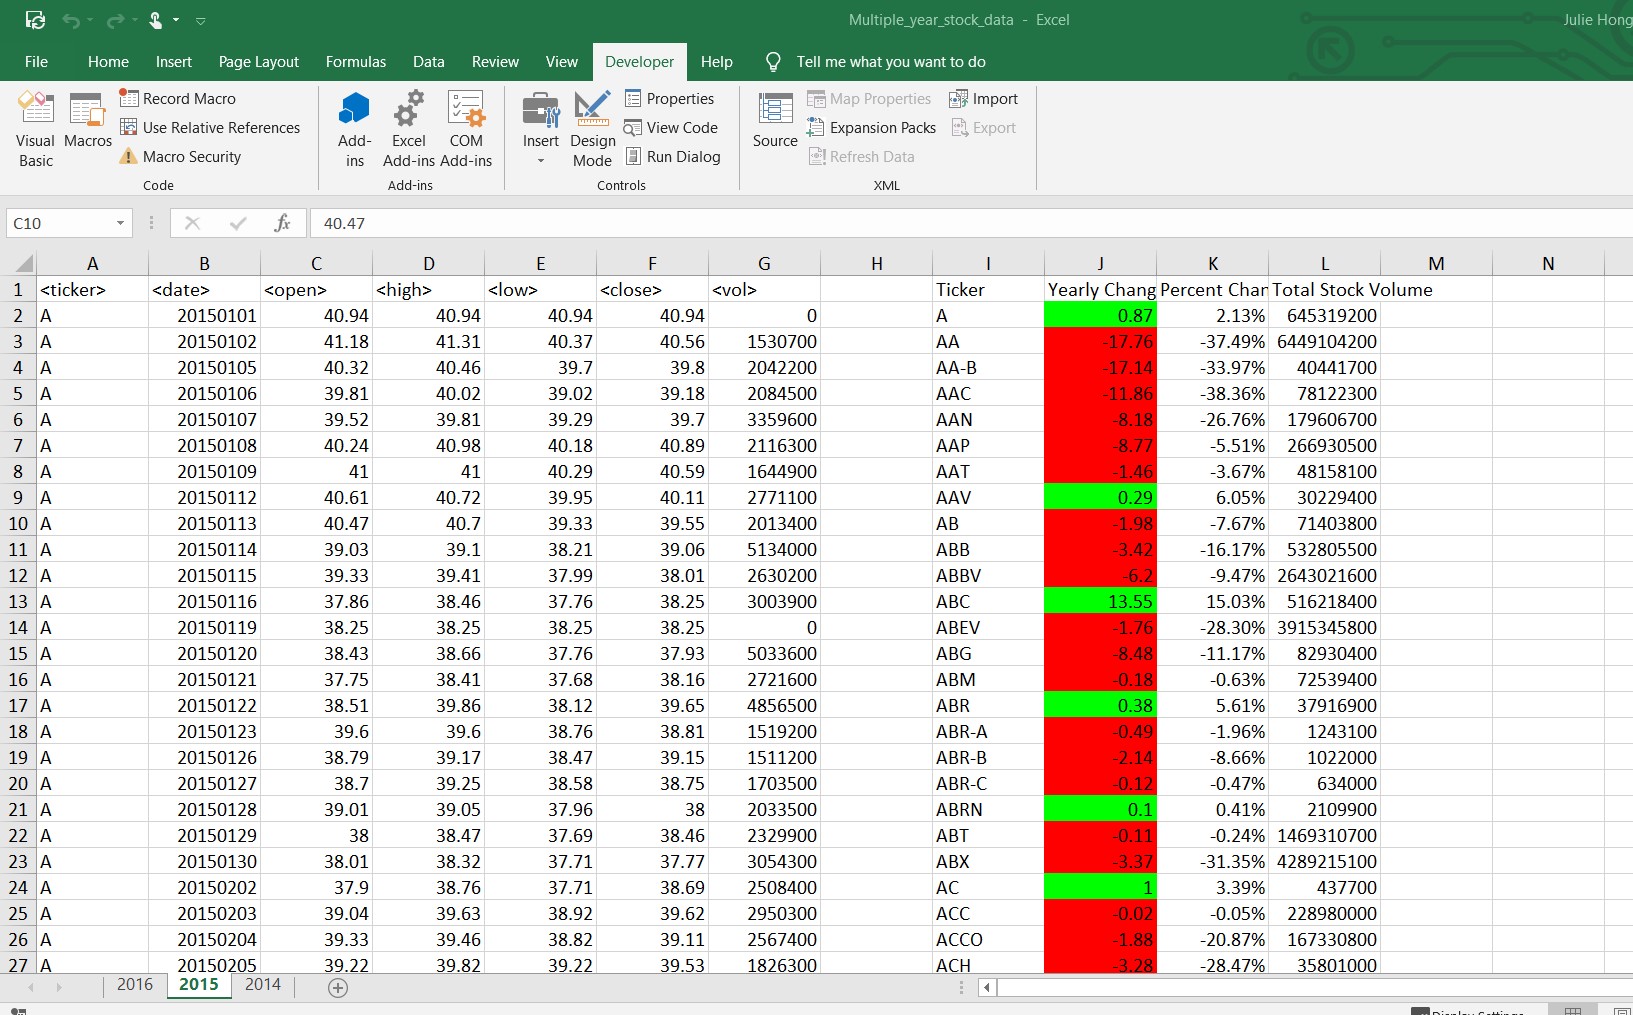 Multiple_year_stock_data - Excel
Julie Hong
File Home Insert Page Layout Formulas Data Review View Developer Help Tell me what you want to do
Visual Basic
Macros
Record Macro
Use Relative References
Macro Security
Code
Add-ins
Excel Add-ins
COM Add-ins
Add-ins
Insert
Design Mode
Properties
View Code
Run Dialog
Controls
Source
Map Properties
Expansion Packs
Refresh Data
Import
Export
XML
C10 fx 40.47
A B C D E F G H I J K L M N
1 <ticker> <date> <open> <high> <low> <close> <vol> Ticker Yearly Chang Percent Chan Total Stock Volume
2 A 20150101 40.94 40.94 40.94 40.94 0 A 0.87 2.13% 645319200
3 A 20150102 41.18 41.31 40.37 40.56 1530700 AA -17.76 -37.49% 6449104200
4 A 20150105 40.32 40.46 39.7 39.8 2042200 AA-B -17.14 -33.97% 40441700
5 A 20150106 39.81 40.02 39.02 39.18 2084500 AAC -11.86 -38.36% 78122300
6 A 20150107 39.52 39.81 39.29 39.7 3359600 AAN -8.18 -26.76% 179606700
7 A 20150108 40.24 40.98 40.18 40.89 2116300 AAP -8.77 -5.51% 266930500
8 A 20150109 41 41 40.29 40.59 1644900 AAT -1.46 -3.67% 48158100
9 A 20150112 40.61 40.72 39.95 40.11 2771100 AAV 0.29 6.05% 30229400
10 A 20150113 40.47 40.7 39.33 39.55 2013400 AB -1.98 -7.67% 71403800
11 A 20150114 39.03 39.1 38.21 39.06 5134000 ABB -3.42 -16.17% 532805500
12 A 20150115 39.33 39.41 37.99 38.01 2630200 ABBV -6.2 -9.47% 2643021600
13 A 20150116 37.86 38.46 37.76 38.25 3003900 ABC 13.55 15.03% 516218400
14 A 20150119 38.25 38.25 38.25 38.25 0 ABEV -1.76 -28.30% 3915345800
15 A 20150120 38.43 38.66 37.76 37.93 5033600 ABG -8.48 -11.17% 82930400
16 A 20150121 37.75 38.41 37.68 38.16 2721600 ABM -0.18 -0.63% 72539400
17 A 20150122 38.51 39.86 38.12 39.65 4856500 ABR 0.38 5.61% 37916900
18 A 20150123 39.6 39.6 38.76 38.81 1519200 ABR-A -0.49 -1.96% 1243100
19 A 20150126 38.79 39.17 38.47 39.15 1511200 ABR-B -2.14 -8.66% 1022000
20 A 20150127 38.7 39.25 38.58 38.75 1703500 ABR-C -0.12 -0.47% 634000
21 A 20150128 39.01 39.05 37.96 38 2033500 ABRN 0.1 0.41% 2109900
22 A 20150129 38 38.47 37.69 38.46 2329900 ABT -0.11 -0.24% 1469310700
23 A 20150130 38.01 38.32 37.71 37.77 3054300 ABX -3.37 -31.35% 4289215100
24 A 20150202 37.9 38.76 37.71 38.69 2508400 AC 1 3.39% 437700
25 A 20150203 39.04 39.63 38.92 39.62 2950300 ACC -0.02 -0.05% 228980000
26 A 20150204 39.33 39.46 38.82 39.11 2567400 ACCO -1.88 -20.87% 167330800
27 A 20150205 39.22 39.82 39.22 39.53 1826300 ACH -3.28 -28.47% 35801000
2016 2015 2014
Display Settings